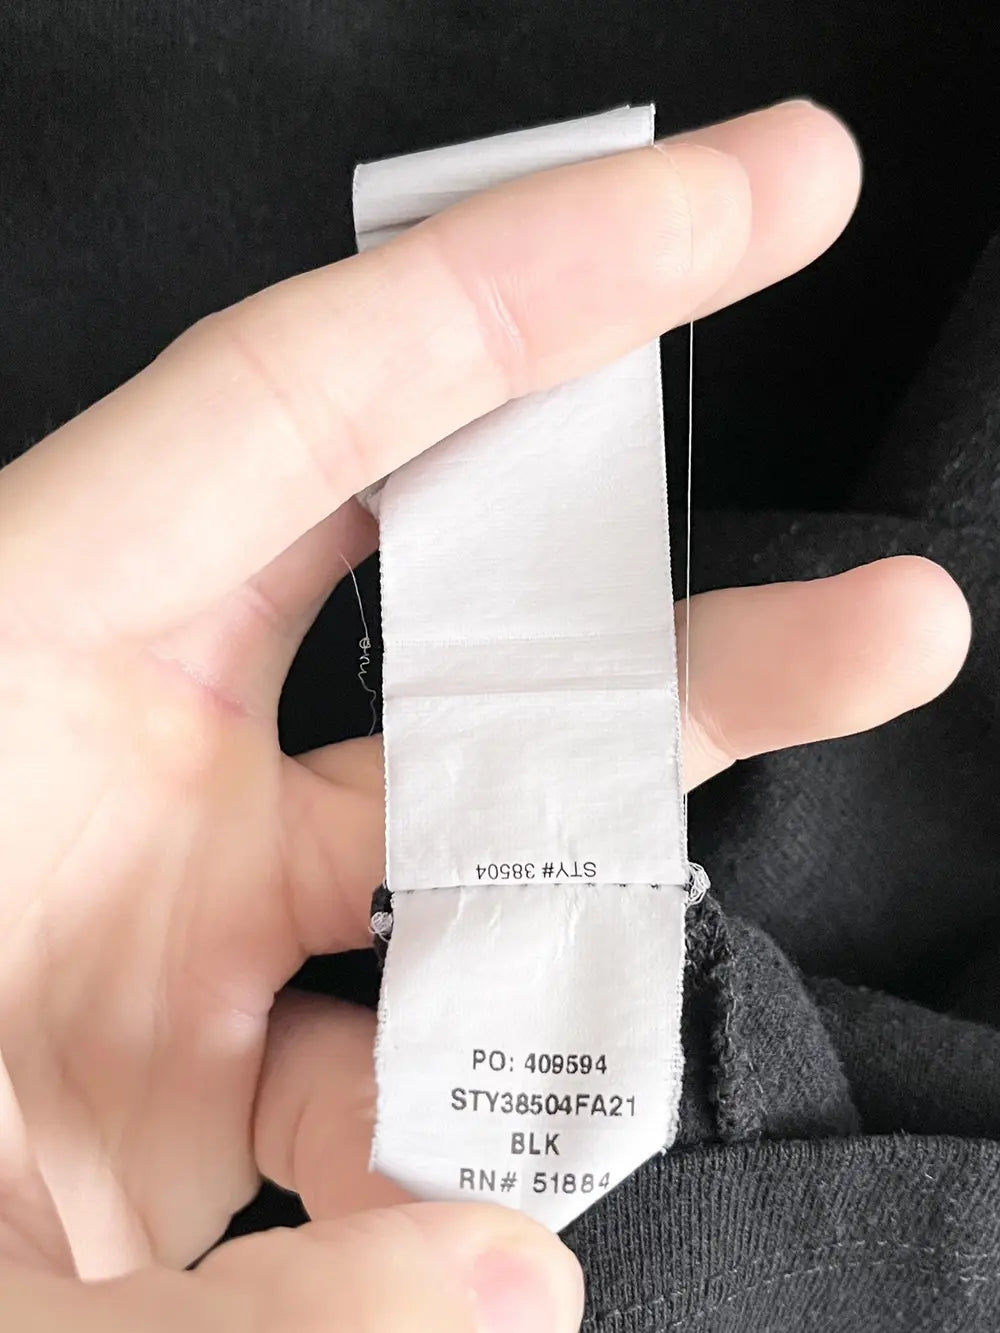 STY# 38504
PO: 409594
STY38504FA21
BLK
RN# 51884